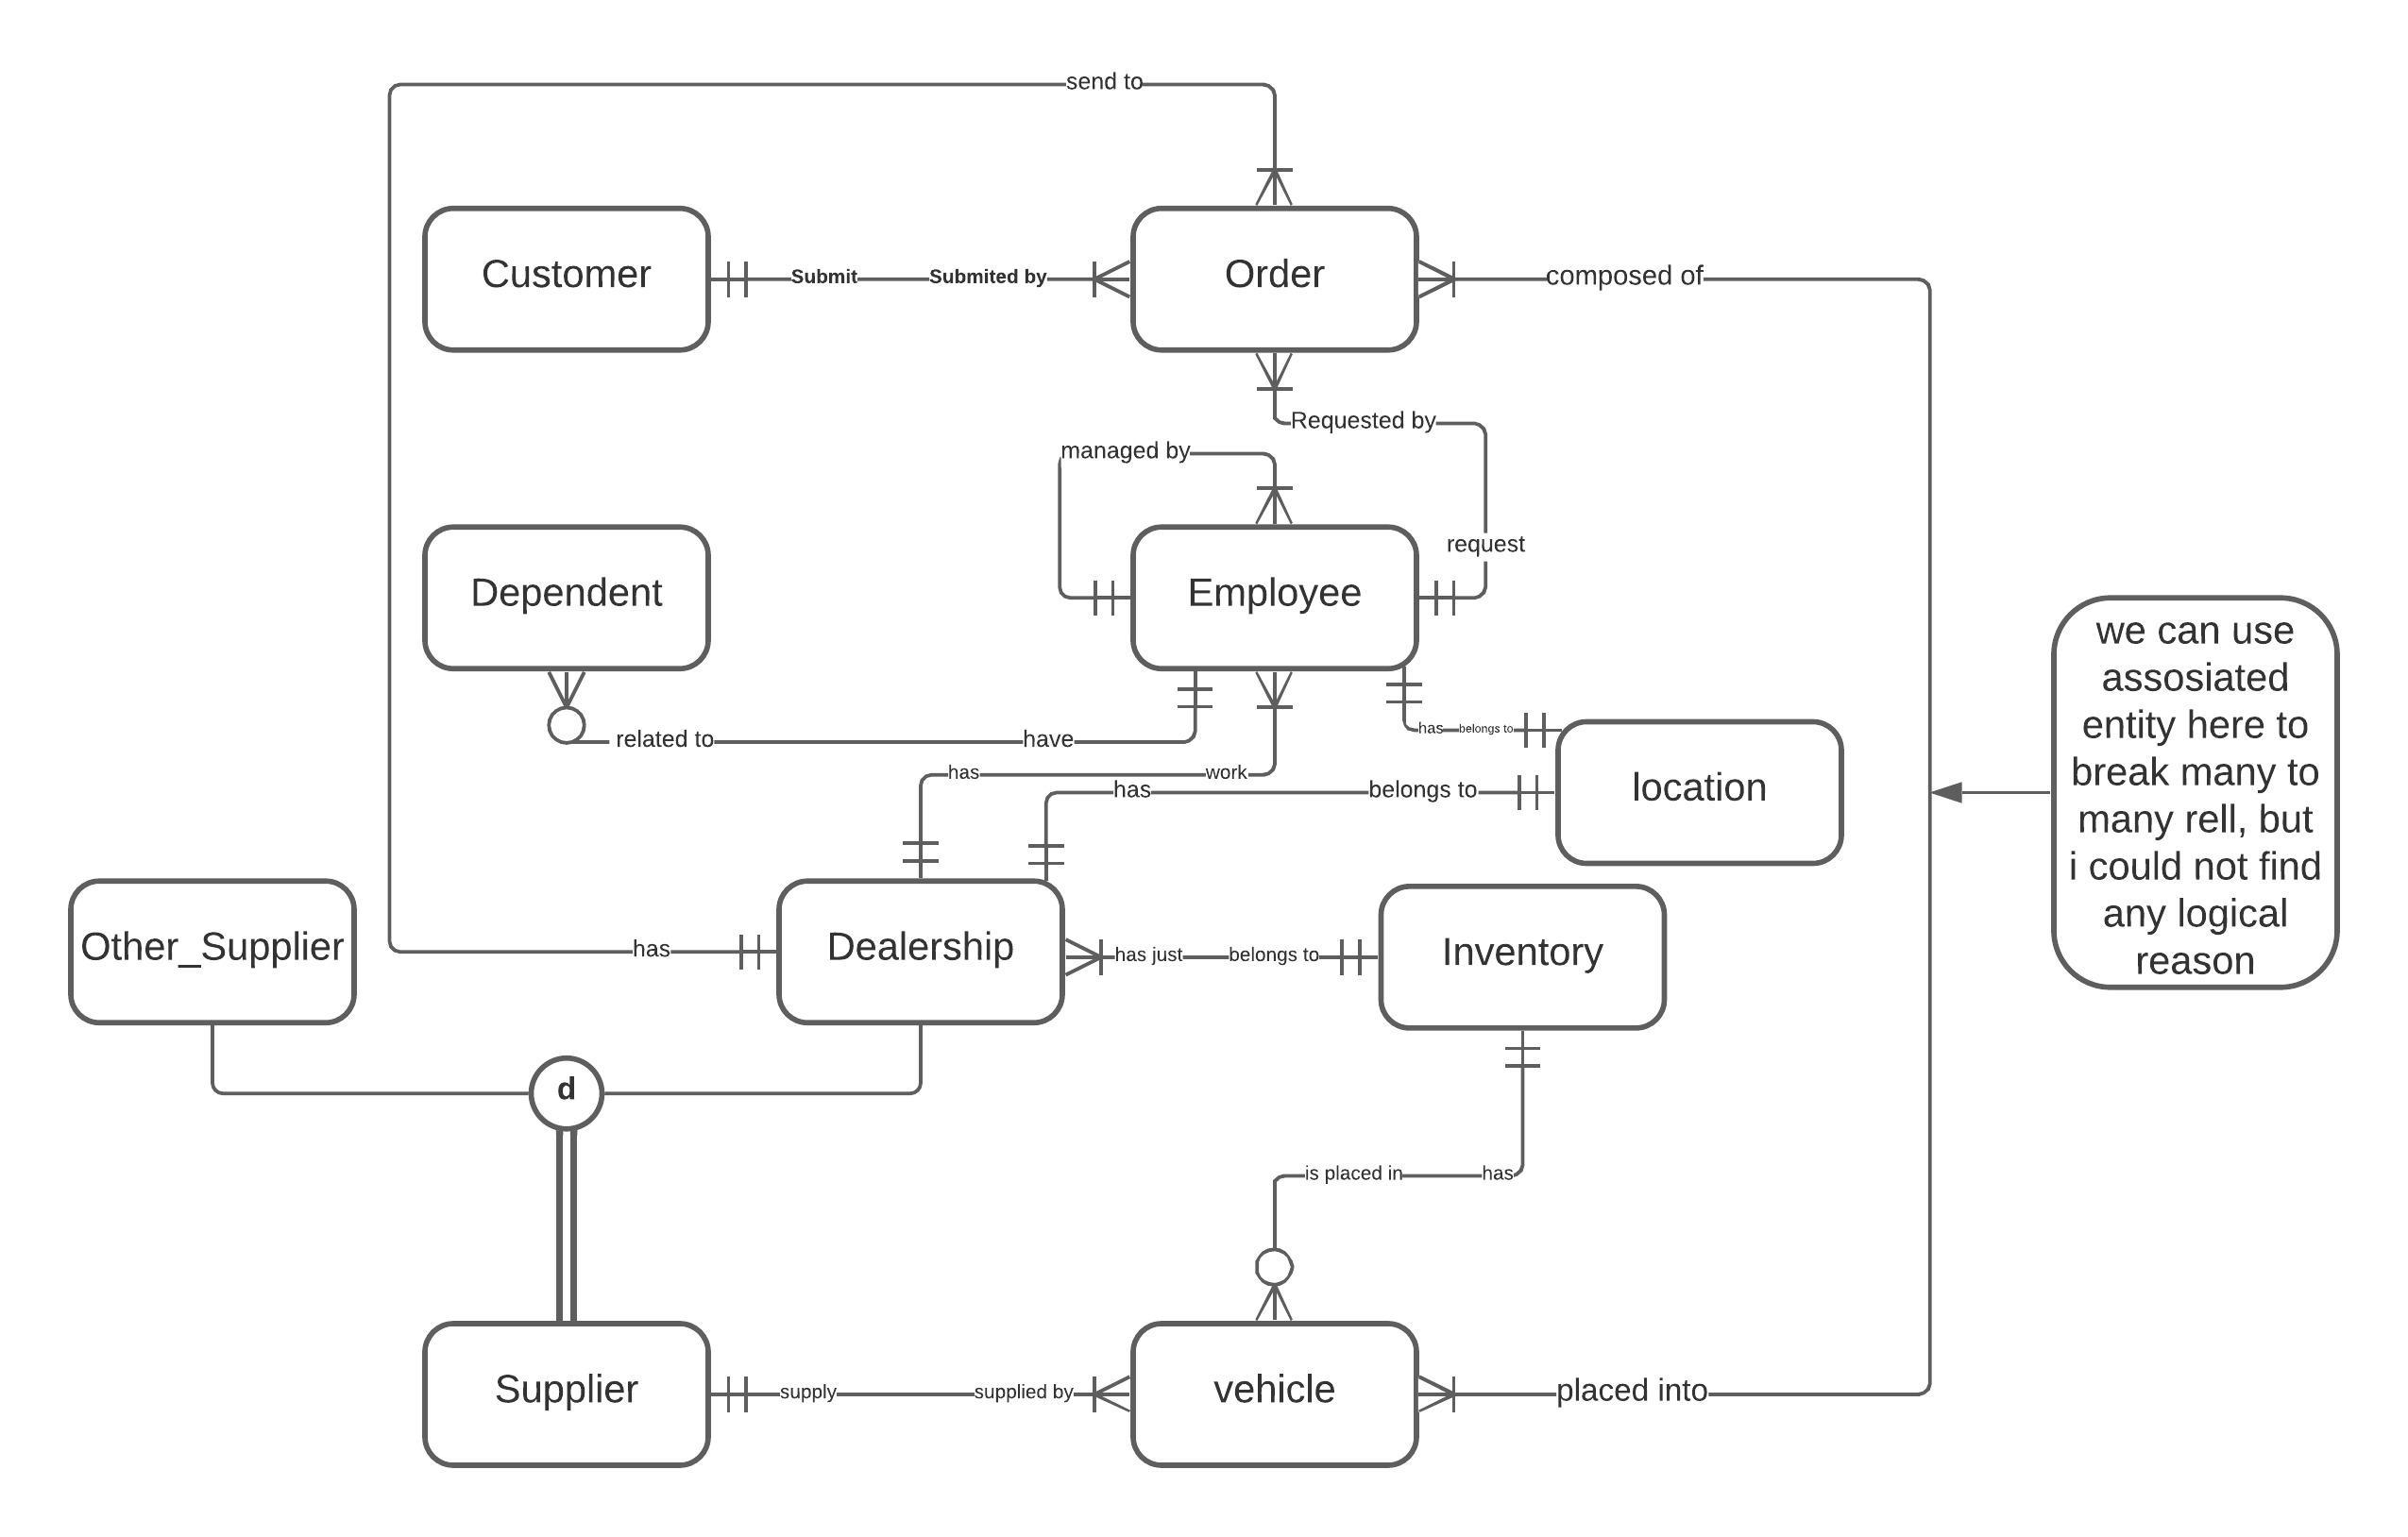 send to
Customer
Submit
Submited by
Order
composed of
Requested by
managed by
request
Dependent
Employee
we can use
assosiated
entity here to
break many to
many rell, but
i could not find
any logical
reason
related to
have
has
belongs to
has
work
has
belongs to
location
Other_Supplier
has
Dealership
has just
belongs to
Inventory
d
is placed in
has
Supplier
supply
supplied by
vehicle
placed into